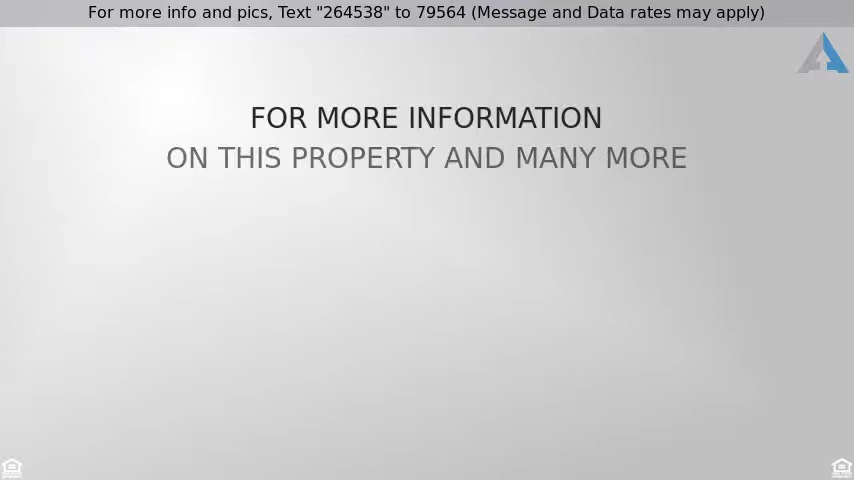 For more info and pics, Text "264538" to 79564 (Message and Data rates may apply)
FOR MORE INFORMATION
ON THIS PROPERTY AND MANY MORE